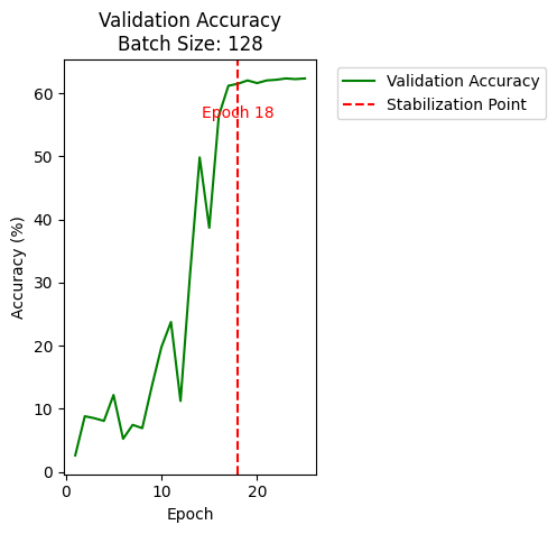 Validation Accuracy
Batch Size: 128
Validation Accuracy
Stabilization Point
Epoch 18
Accuracy (%)
60
50
40
30
20
10
0
0 10 20
Epoch